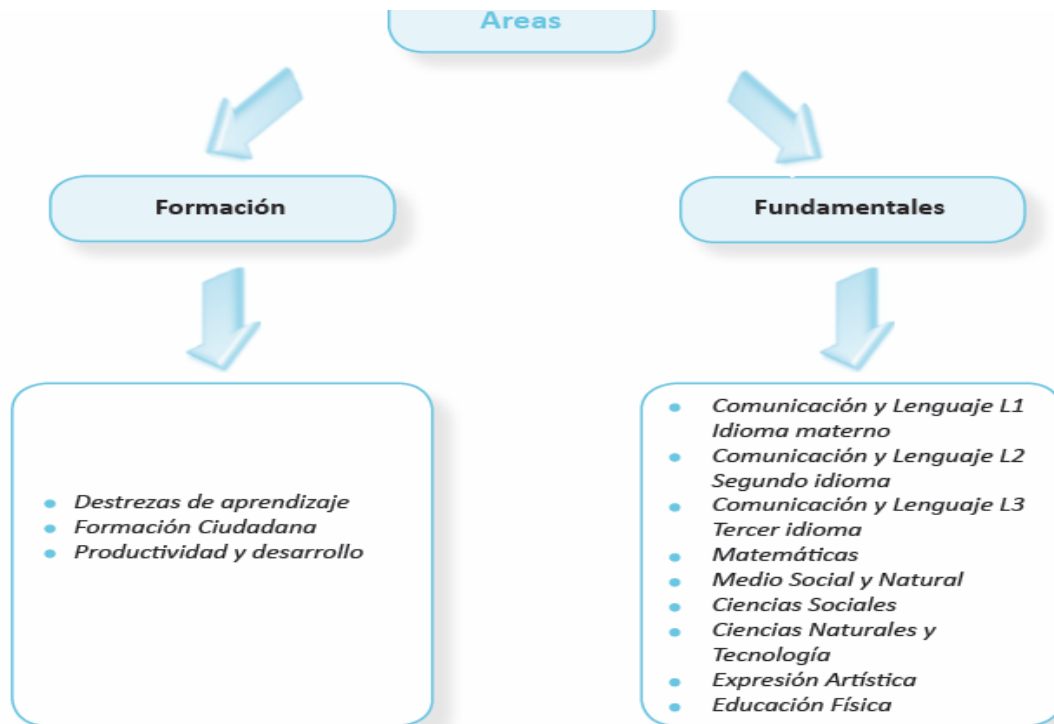 Areas
Formación
Fundamentales
Destrezas de aprendizaje
Formación Ciudadana
Productividad y desarrollo
Comunicación y Lenguaje L1
Idioma materno
Comunicación y Lenguaje L2
Segundo idioma
Comunicación y Lenguaje L3
Tercer idioma
Matemáticas
Medio Social y Natural
Ciencias Sociales
Ciencias Naturales y
Tecnología
Expresión Artística
Educación Física